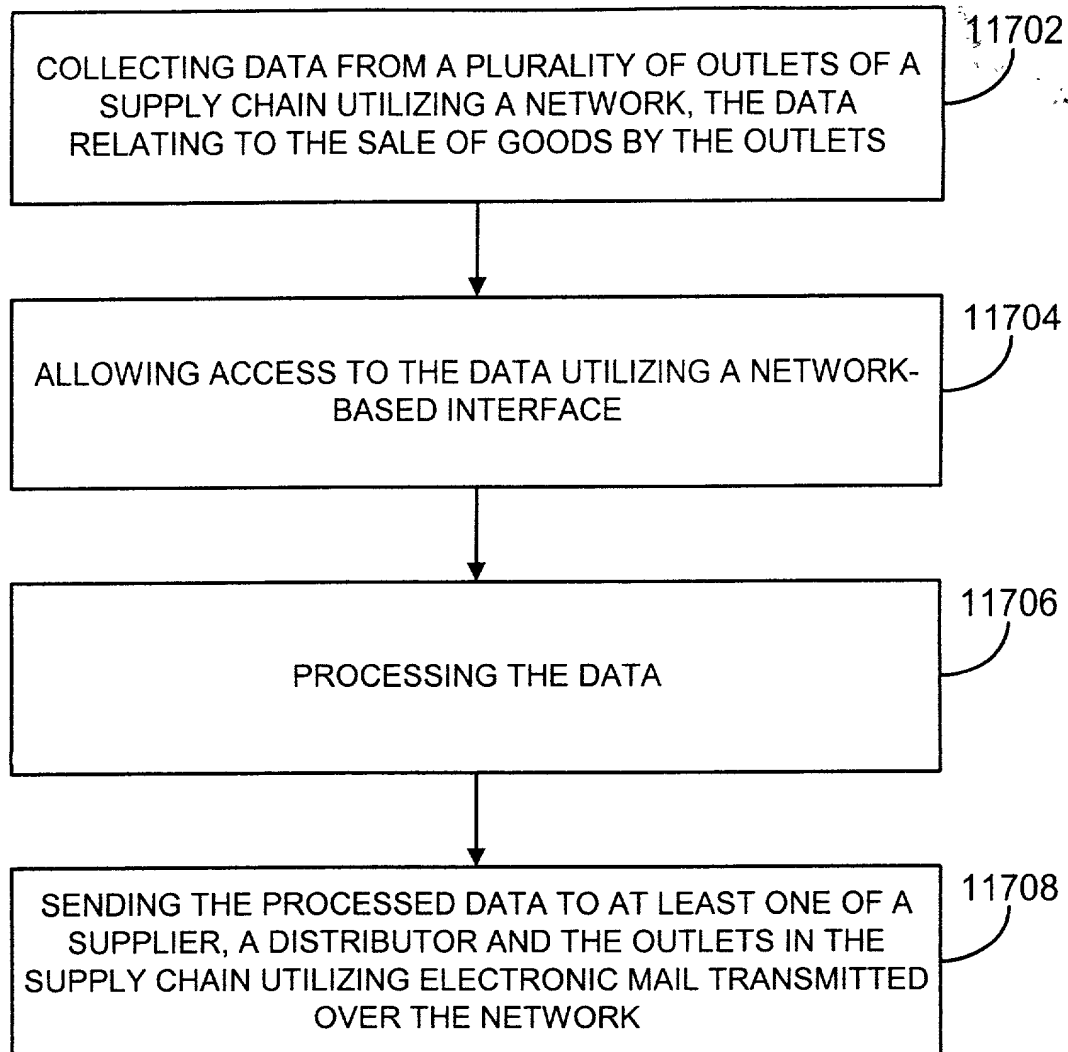 11702
COLLECTING DATA FROM A PLURALITY OF OUTLETS OF A
SUPPLY CHAIN UTILIZING A NETWORK, THE DATA
RELATING TO THE SALE OF GOODS BY THE OUTLETS
11704
ALLOWING ACCESS TO THE DATA UTILIZING A NETWORK-
BASED INTERFACE
11706
PROCESSING THE DATA
11708
SENDING THE PROCESSED DATA TO AT LEAST ONE OF A
SUPPLIER, A DISTRIBUTOR AND THE OUTLETS IN THE
SUPPLY CHAIN UTILIZING ELECTRONIC MAIL TRANSMITTED
OVER THE NETWORK